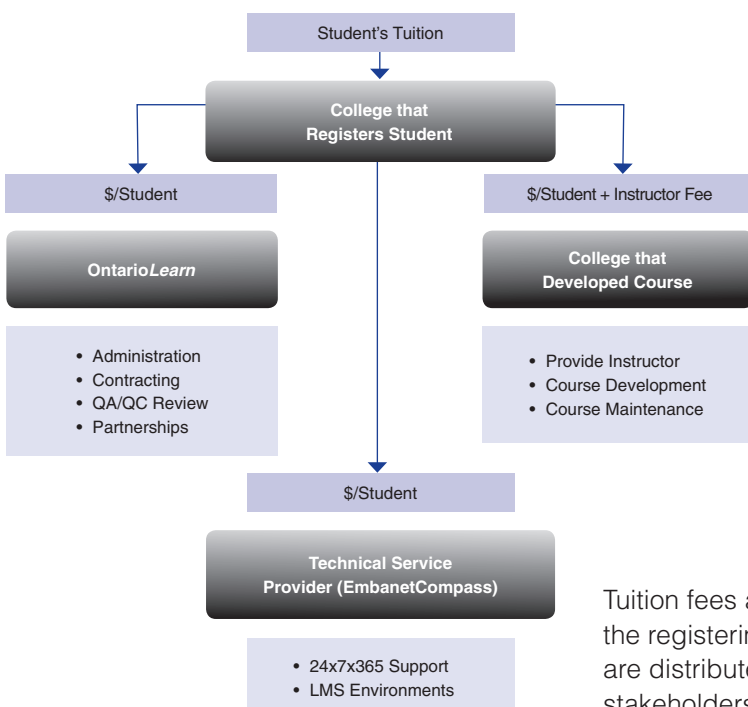 Student's Tuition
College that
Registers Student
$/Student
$/Student + Instructor Fee
OntarioLearn
College that
Developed Course
• Administration
• Contracting
• QA/QC Review
• Partnerships
• Provide Instructor
• Course Development
• Course Maintenance
$/Student
Technical Service
Provider (EmbanetCompass)
• 24x7x365 Support
• LMS Environments
Tuition fees
the registerin
are distribute
stakeholders